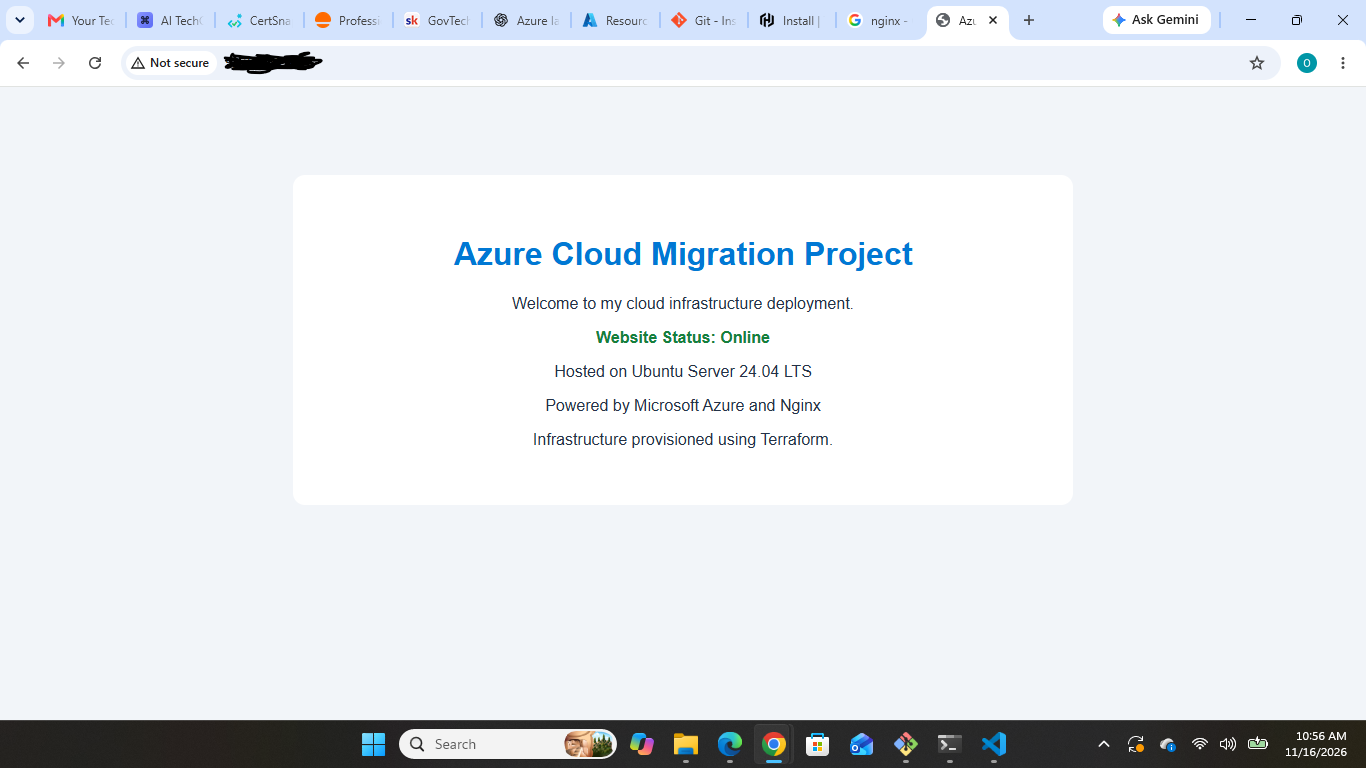 Your Tec
AI TechC
CertSna
Professi
sk
GovTech
Azure la
Resourc
Git - Ins
Install |
nginx -
Azu
Ask Gemini
Not secure
O
Azure Cloud Migration Project
Welcome to my cloud infrastructure deployment.
Website Status: Online
Hosted on Ubuntu Server 24.04 LTS
Powered by Microsoft Azure and Nginx
Infrastructure provisioned using Terraform.
Search
10:56 AM
11/16/2026